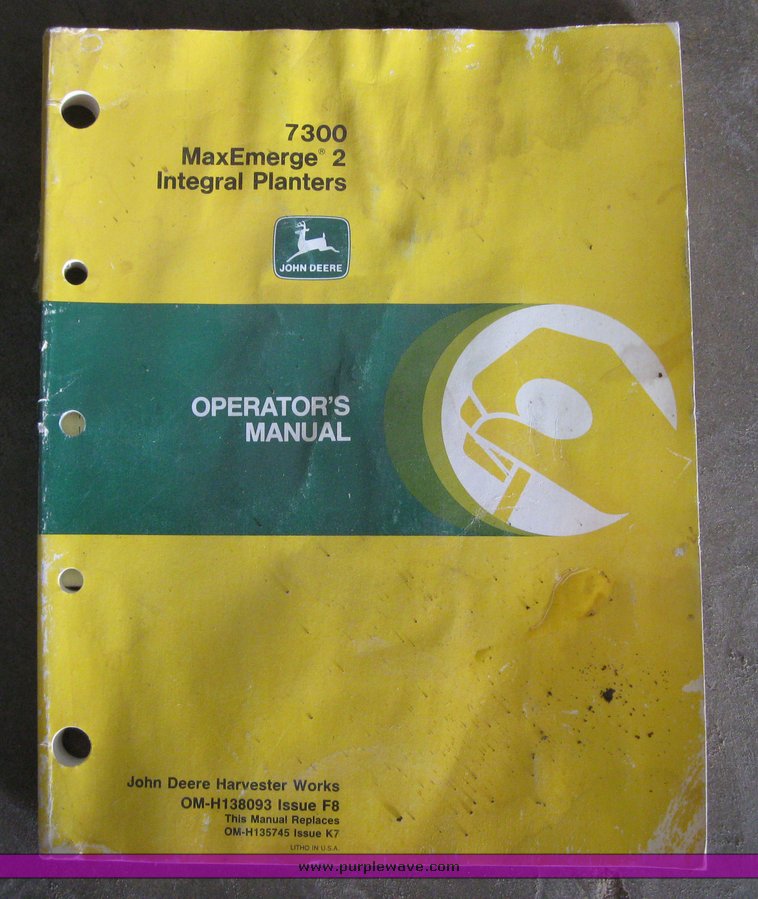 7300
MaxEmerge® 2
Integral Planters
JOHN DEERE
OPERATOR'S
MANUAL
John Deere Harvester Works
OM-H138093 Issue F8
This Manual Replaces
OM-H135745 Issue K7
LITHO IN U.S.A.
www.purplewave.com